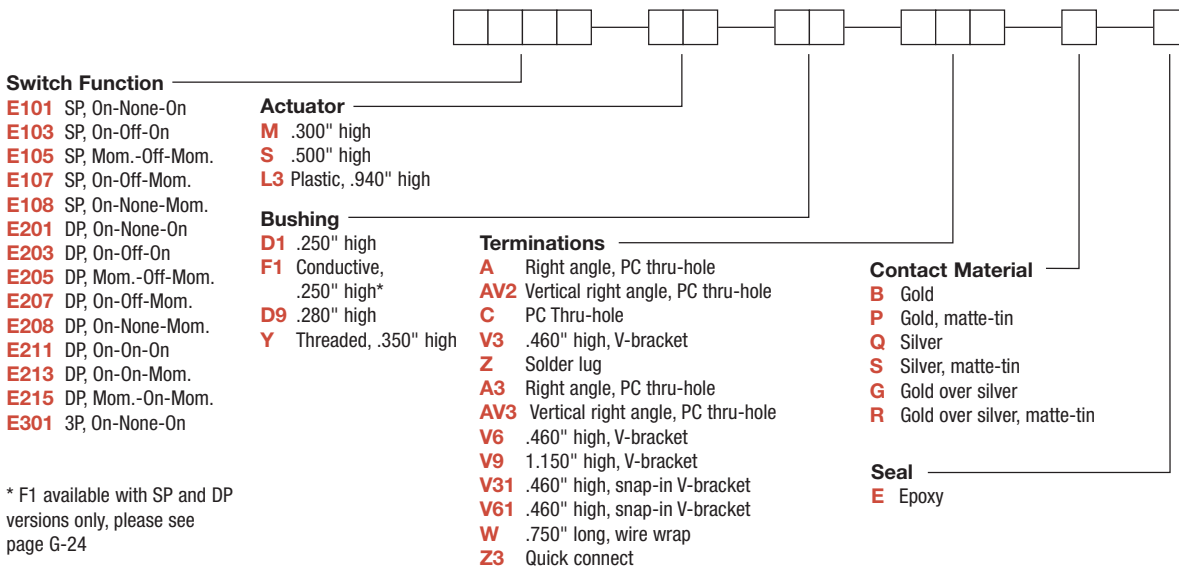 Switch Function
E101 SP, On-None-On
E103 SP, On-Off-On
E105 SP, Mom.-Off-Mom.
E107 SP, On-Off-Mom.
E108 SP, On-None-Mom.
E201 DP, On-None-On
E203 DP, On-Off-On
E205 DP, Mom.-Off-Mom.
E207 DP, On-Off-Mom.
E208 DP, On-None-Mom.
E211 DP, On-On-On
E213 DP, On-On-Mom.
E215 DP, Mom.-On-Mom.
E301 3P, On-None-On
* F1 available with SP and DP
versions only, please see
page G-24
Actuator
M .300" high
S .500" high
L3 Plastic, .940" high
Bushing
D1 .250" high
F1 Conductive,
.250" high*
D9 .280" high
Y Threaded, .350" high
Terminations
A Right angle, PC thru-hole
AV2 Vertical right angle, PC thru-hole
C PC Thru-hole
V3 .460" high, V-bracket
Z Solder lug
A3 Right angle, PC thru-hole
AV3 Vertical right angle, PC thru-hole
V6 .460" high, V-bracket
V9 1.150" high, V-bracket
V31 .460" high, snap-in V-bracket
V61 .460" high, snap-in V-bracket
W .750" long, wire wrap
Z3 Quick connect
Contact Material
B Gold
P Gold, matte-tin
Q Silver
S Silver, matte-tin
G Gold over silver
R Gold over silver, matte-tin
Seal
E Epoxy